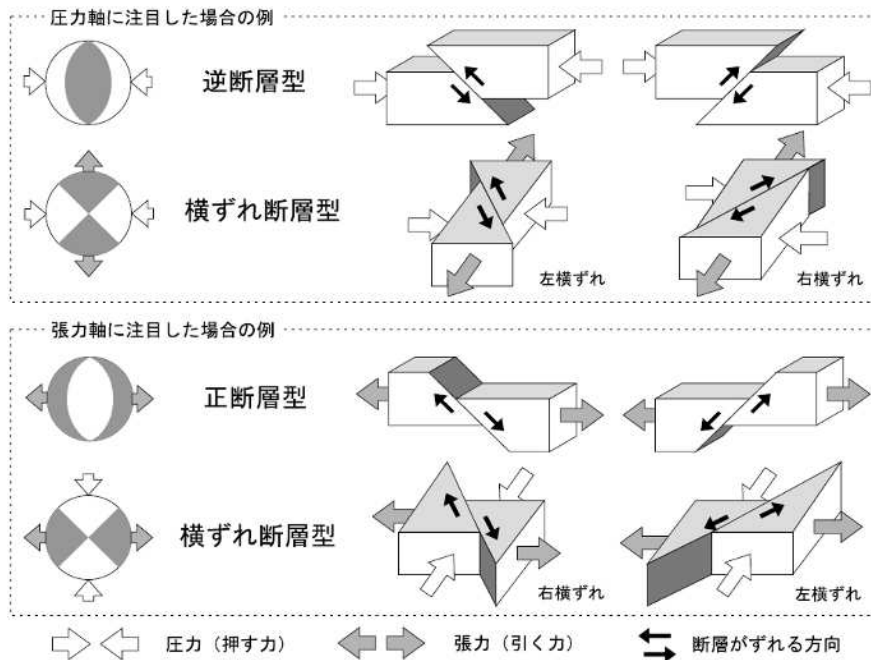 圧力軸に注目した場合の例
逆断層型
横ずれ断層型
左横ずれ
右横ずれ
張力軸に注目した場合の例
正断層型
横ずれ断層型
右横ずれ
左横ずれ
圧力（押す力）
張力（引く力）
断層がずれる方向